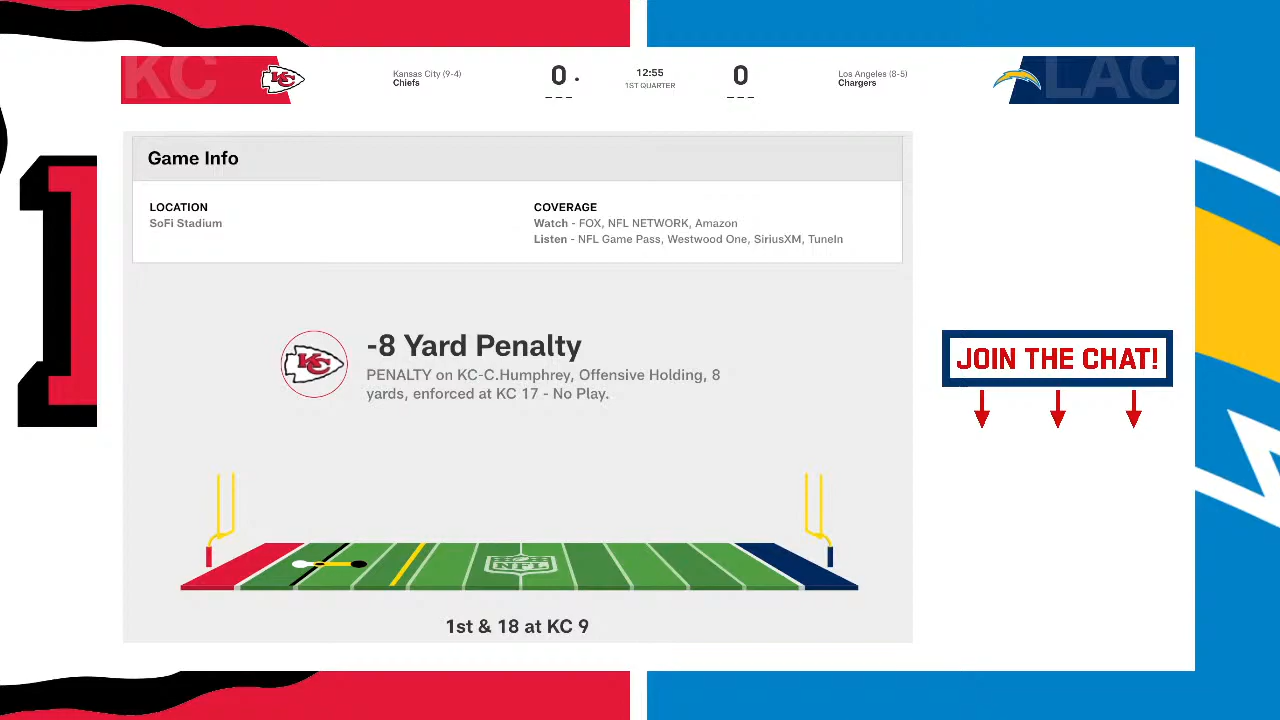 KC
KC
Kansas City (9-4)
Chiefs
0
12:55
1ST QUARTER
0
Los Angeles (8-5)
Chargers
LAC
Game Info
LOCATION
SoFi Stadium
COVERAGE
Watch - FOX, NFL NETWORK, Amazon
Listen - NFL Game Pass, Westwood One, SiriusXM, TuneIn
KC
-8 Yard Penalty
PENALTY on KC-C.Humphrey, Offensive Holding, 8
yards, enforced at KC 17 - No Play.
JOIN THE CHAT!
NFL
1st & 18 at KC 9